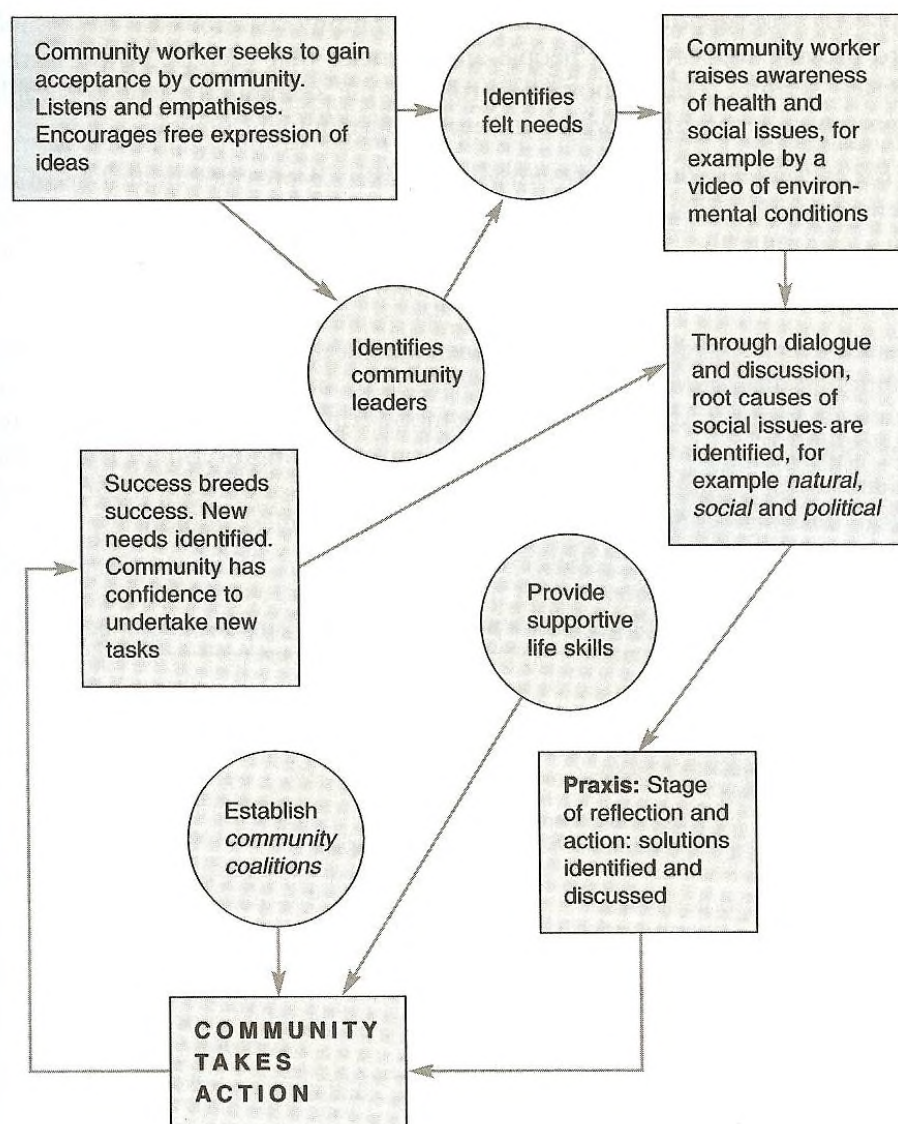 Community worker seeks to gain
acceptance by community.
Listens and empathises.
Encourages free expression of
ideas
Identifies
felt needs
Community worker
raises awareness
of health and
social issues, for
example by a
video of environ-
mental conditions
Identifies
community
leaders
Through dialogue
and discussion,
root causes of
social issues are
identified, for
example natural,
social and political
Success breeds
success. New
needs identified.
Community has
confidence to
undertake new
tasks
Provide
supportive
life skills
Praxis: Stage
of reflection and
action: solutions
identified and
discussed
Establish
community
coalitions
COMMUNITY
TAKES
ACTION